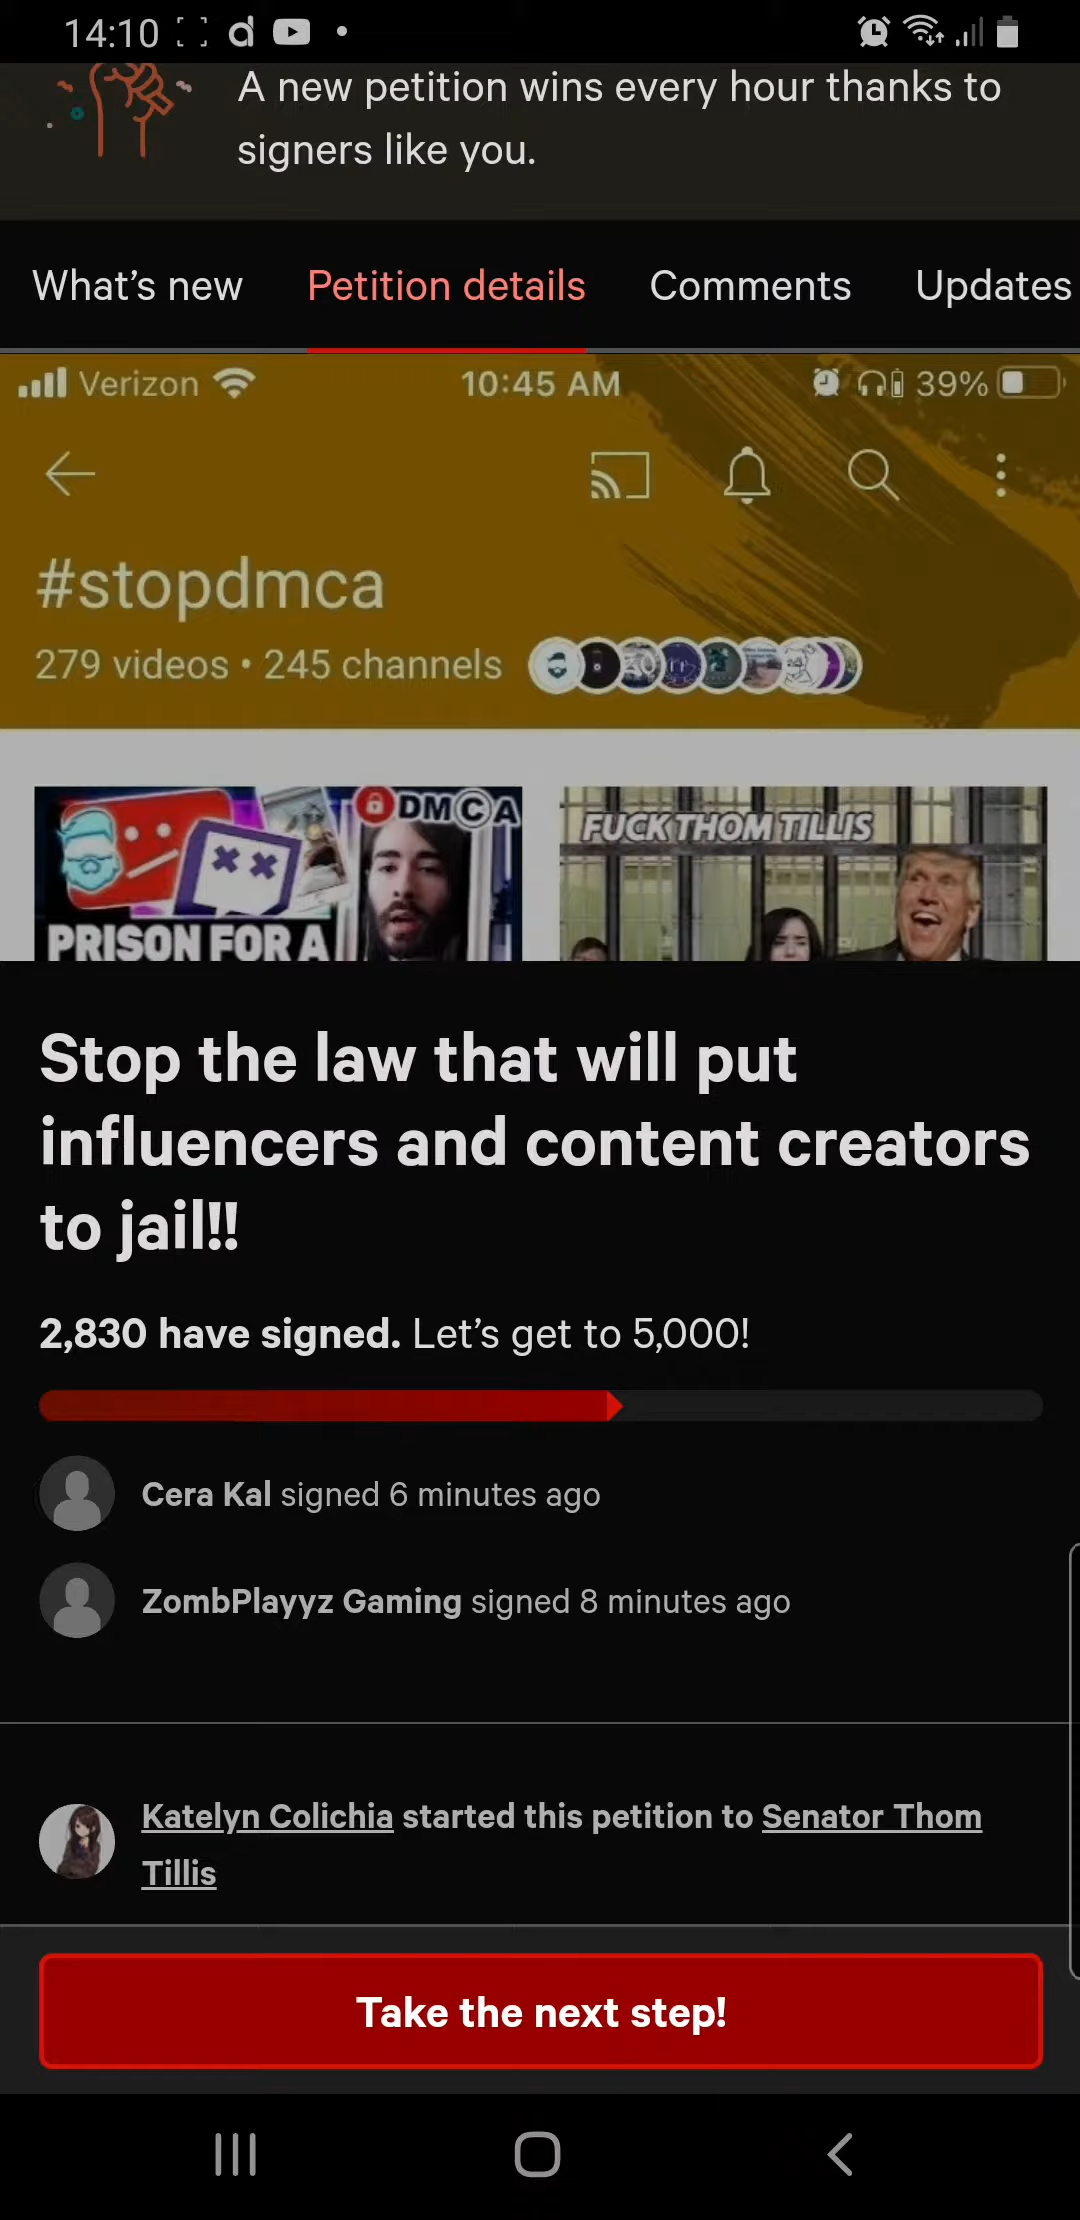 14:10
A new petition wins every hour thanks to
signers like you.
What's new Petition details Comments Updates
Verizon 10:45 AM 39%
#stopdmca
279 videos • 245 channels
DMCA
PRISON FOR A
FUCK THOM TILLIS
Stop the law that will put
influencers and content creators
to jail!!
2,830 have signed. Let's get to 5,000!
Cera Kal signed 6 minutes ago
ZombPlayyz Gaming signed 8 minutes ago
Katelyn Colichia started this petition to Senator Thom
Tillis
Take the next step!